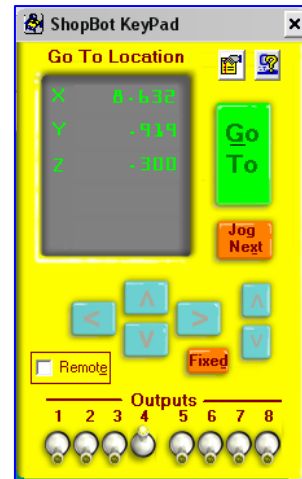 ShopBot KeyPad
Go To Location
X 8.632
Y .919
Z .300
Go
To
Jog
Next
< ^ v > ^ v
Remote
Fixed
Outputs
1 2 3 4 5 6 7 8